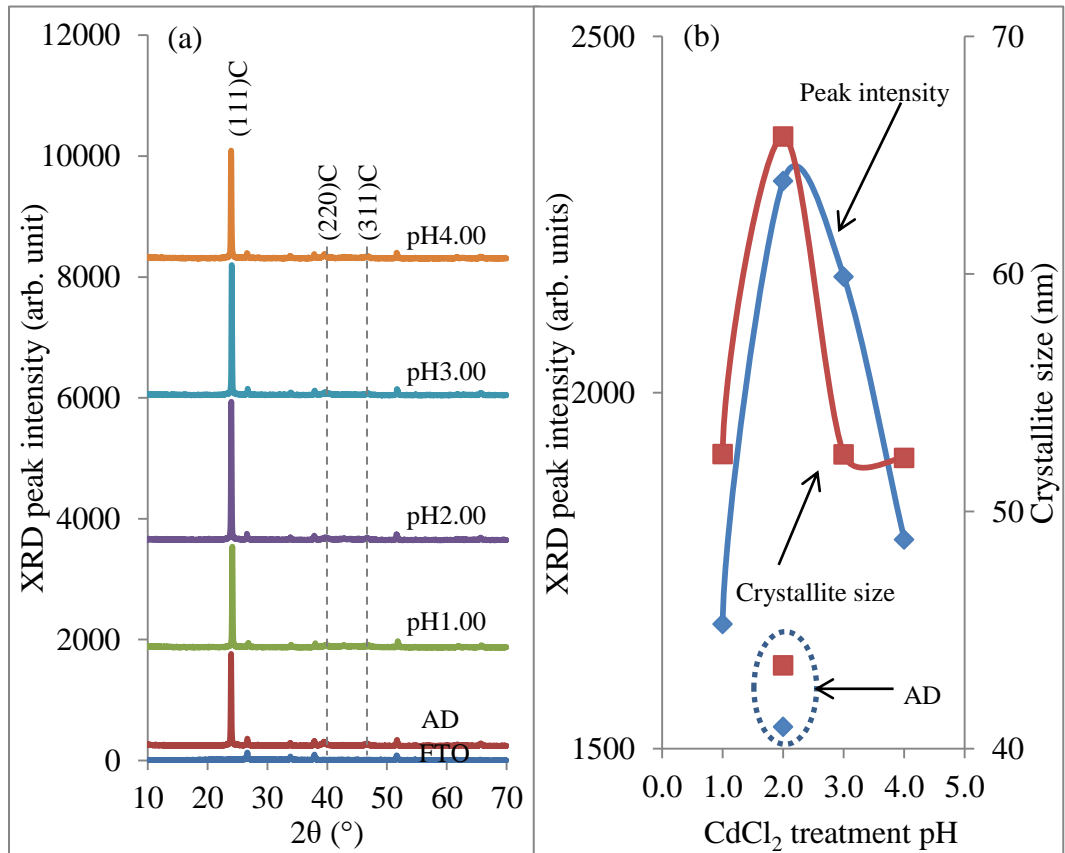 (a)
XRD peak intensity (arb. unit)
12000
10000
8000
6000
4000
2000
0
(111)C
(220)C
(311)C
pH4.00
pH3.00
pH2.00
pH1.00
AD
FTO
10 20 30 40 50 60 70
2θ (°)
(b)
XRD peak intensity (arb. units)
2500
2000
1500
Peak intensity
Crystallite size
AD
70
60
50
40
Crystallite size (nm)
0.0 1.0 2.0 3.0 4.0 5.0
CdCl₂ treatment pH